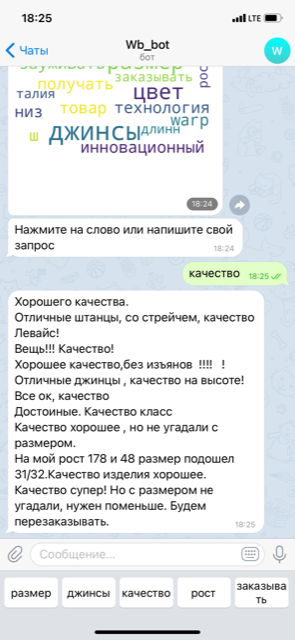 18:25
LTE
Чаты
Wb_bot
бот
W
зауживать размер
получать заказывать
рос
талия цвет
низ товар технология
warp
ш джинсы длинн
инновационный
18:24
Нажмите на слово или напишите свой
запрос
18:24
качество 18:25
Хорошего качества.
Отличные штанцы, со стрейчем, качество
Левайс!
Вещь!!! Качество!
Хорошее качество,без изъянов !!!! !
Отличные джинцы , качество на высоте!
Все ок, качество
Достоиные. Качество класс
Качество хорошее , но не угадали с
размером.
На мой рост 178 и 48 размер подошел
31/32.Качество изделия хорошее.
Качество супер! Но с размером не
угадали, нужен поменьше. Будем
перезаказывать.
18:25
Сообщение...
размер джинсы качество рост заказыва
ть